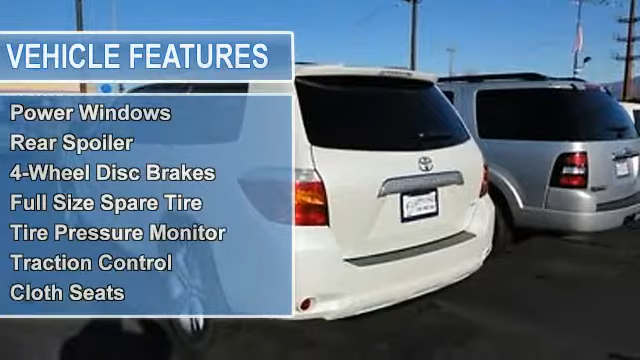 VEHICLE FEATURES
Power Windows
Rear Spoiler
4-Wheel Disc Brakes
Full Size Spare Tire
Tire Pressure Monitor
Traction Control
Cloth Seats